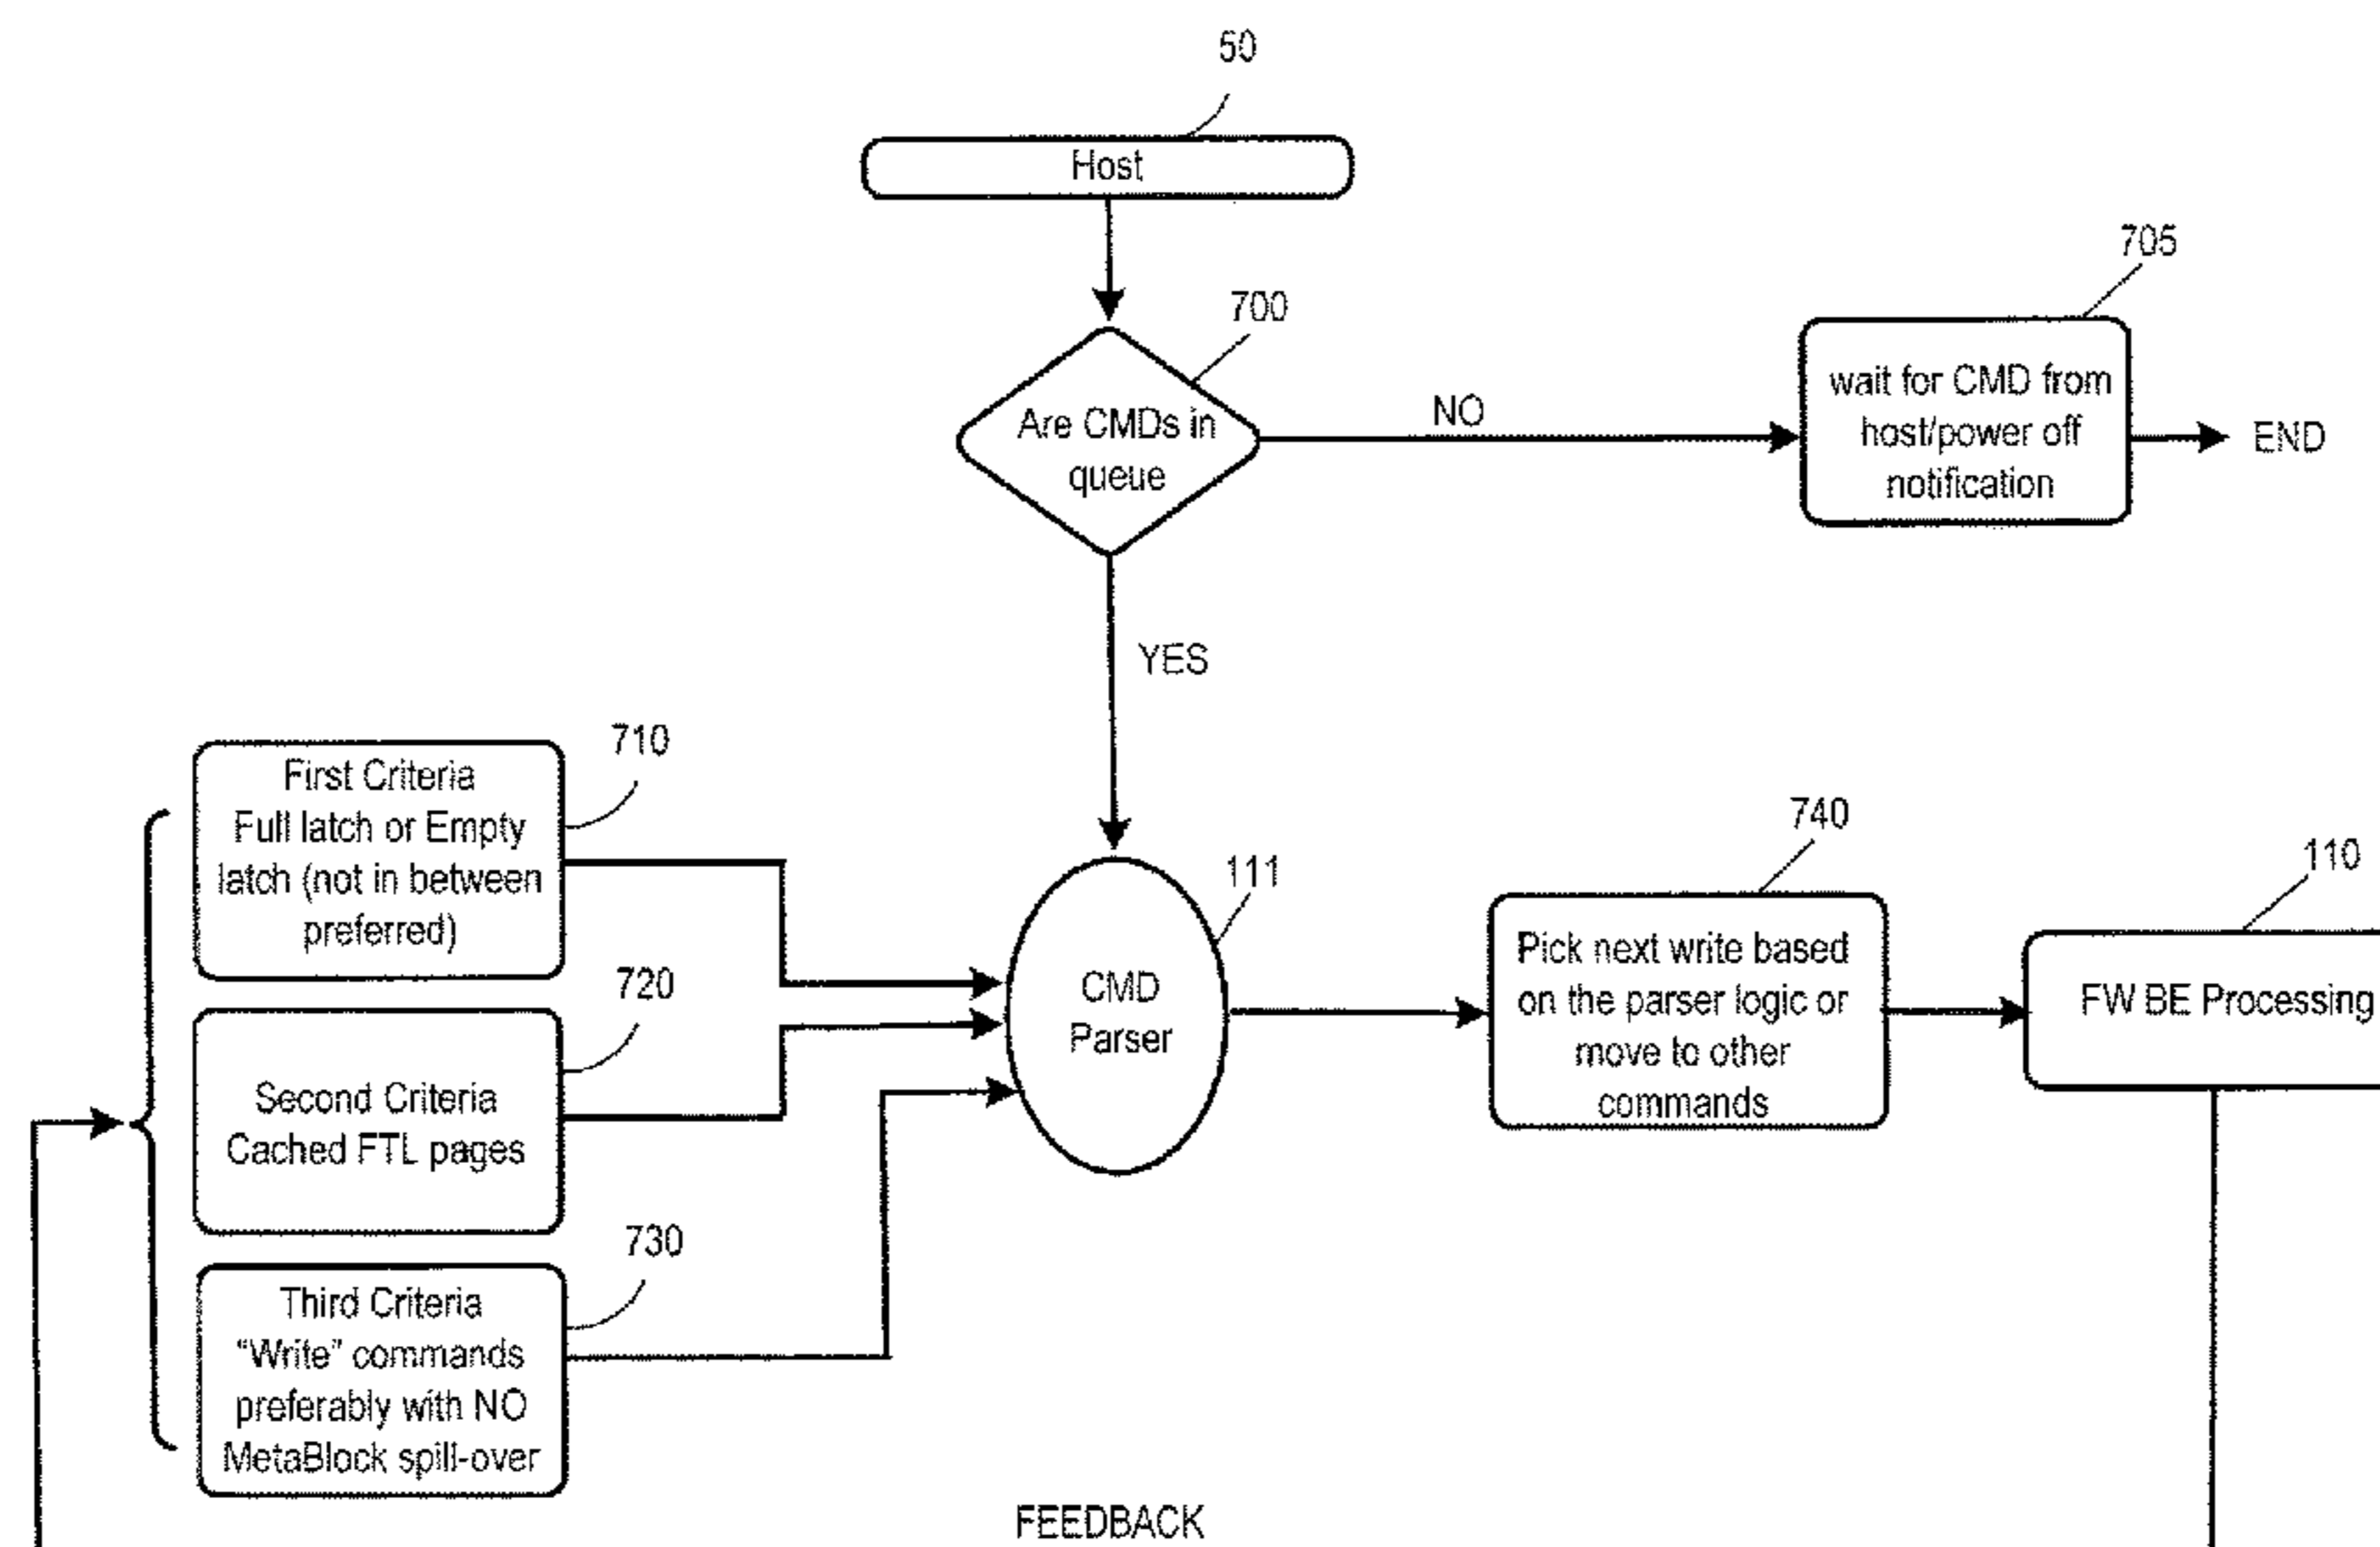 50
Host
700
705
Are CMDs in
queue
NO
wait for CMD from
host/power off
notification
END
YES
710
First Criteria
Full latch or Empty
latch (not in between
preferred)
720
Second Criteria
Cached FTL pages
730
Third Criteria
"Write" commands
preferably with NO
MetaBlock spill-over
111
CMD
Parser
740
Pick next write based
on the parser logic or
move to other
commands
110
FW BE Processing
FEEDBACK